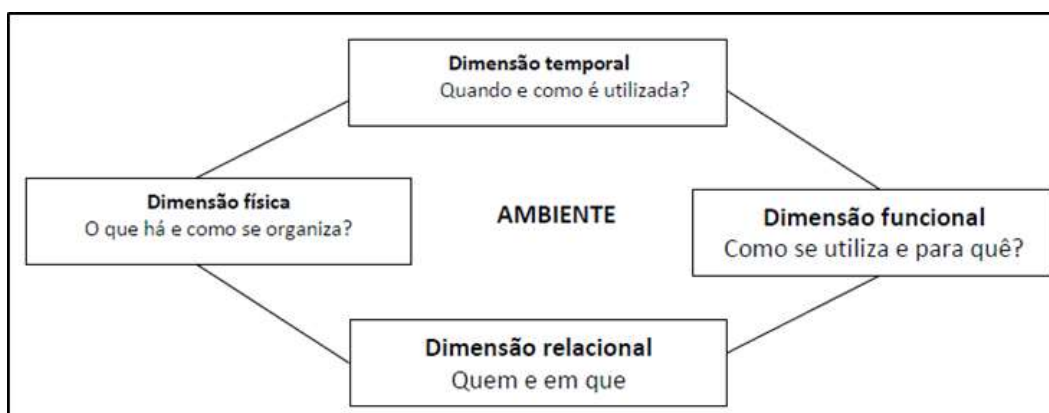 Dimensão temporal
Quando e como é utilizada?
Dimensão física
O que há e como se organiza?
AMBIENTE
Dimensão funcional
Como se utiliza e para quê?
Dimensão relacional
Quem e em que